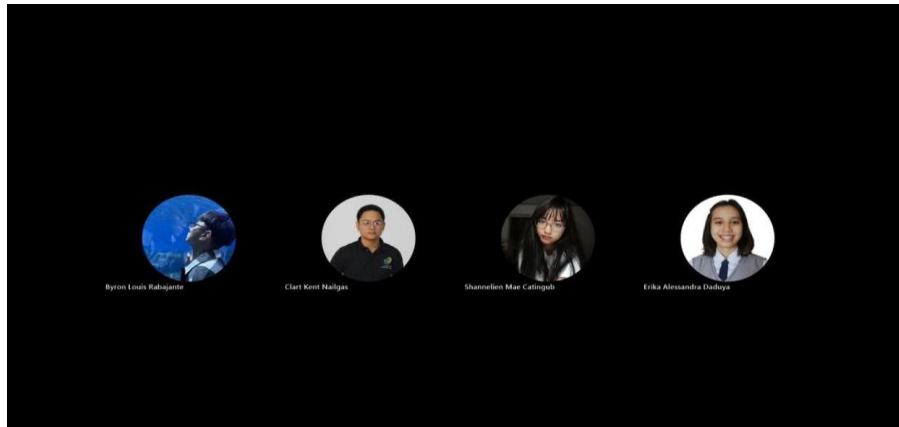 Byron Louis Rabajante
Clart Kent Nailgas
Shannelien Mae Catingub
Erika Alessandra Daduya